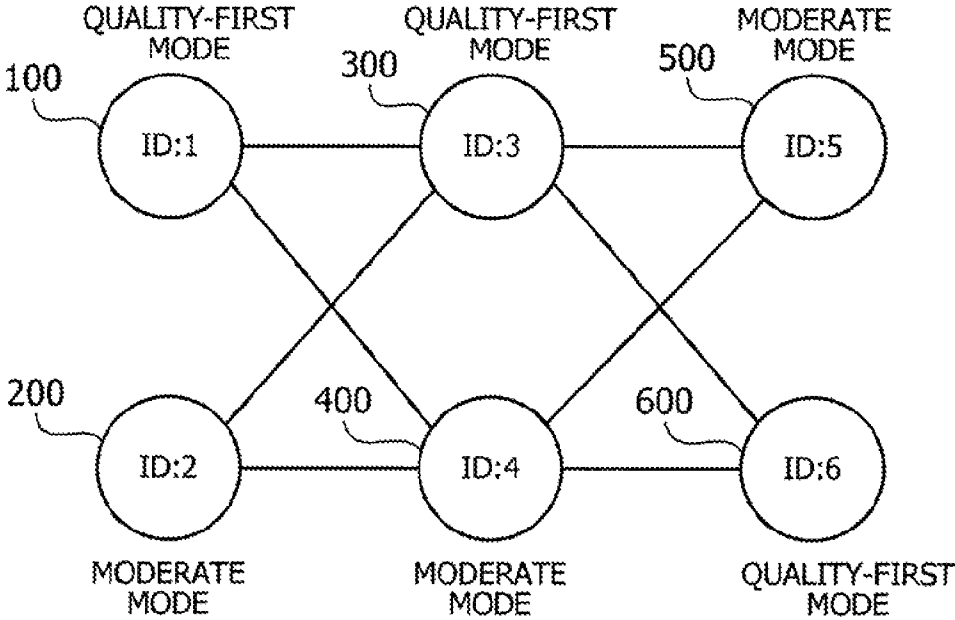 QUALITY-FIRST
MODE
QUALITY-FIRST
MODE
MODERATE
MODE
100
300
500
ID:1
ID:3
ID:5
200
400
600
ID:2
ID:4
ID:6
MODERATE
MODE
MODERATE
MODE
QUALITY-FIRST
MODE